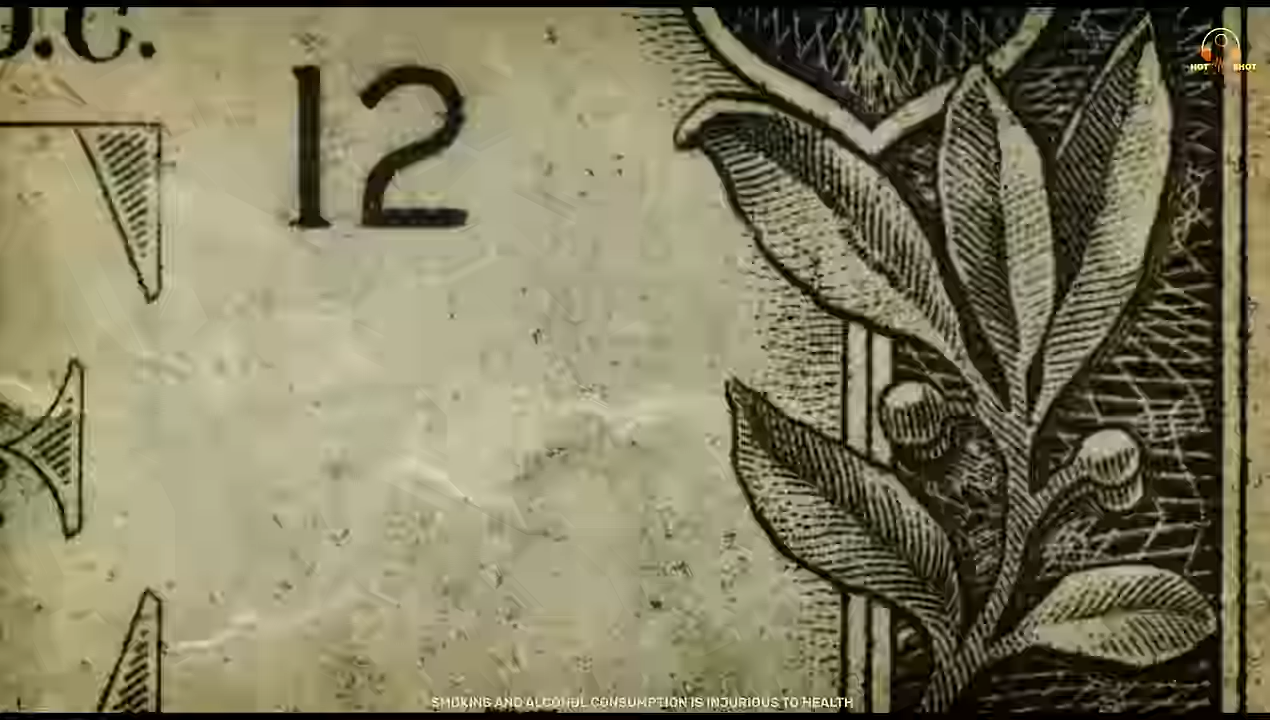 D.C.
12
HOT SHOT
SMOKING AND ALCOHOL CONSUMPTION IS INJURIOUS TO HEALTH